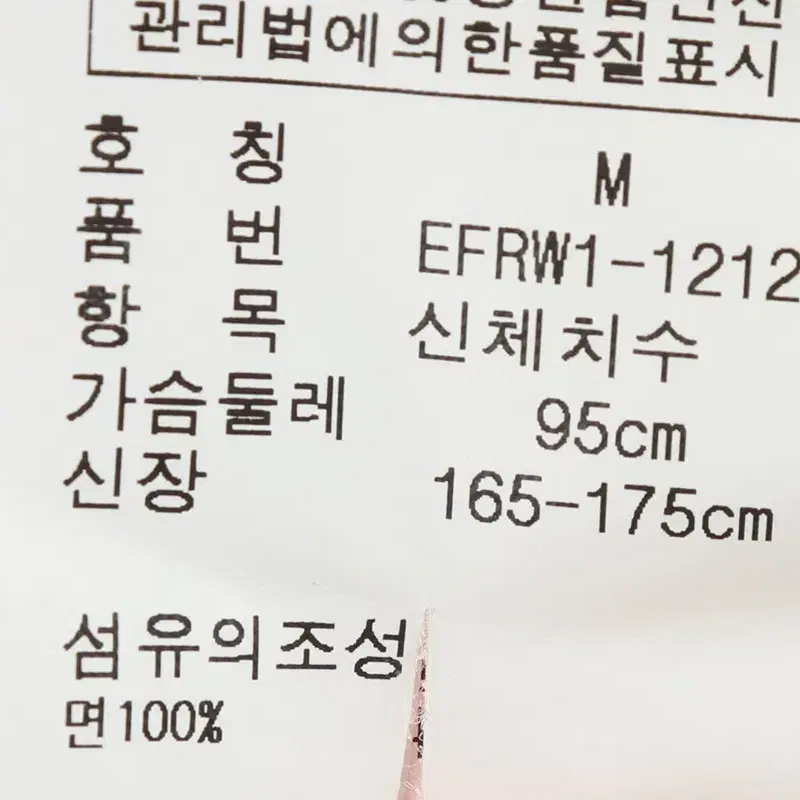 관리법에의한품질표시
호 칭 M
품 번 EFRW1-1212
항 목 신체치수
가슴둘레 95cm
신장 165-175cm
섬유의조성
면100%